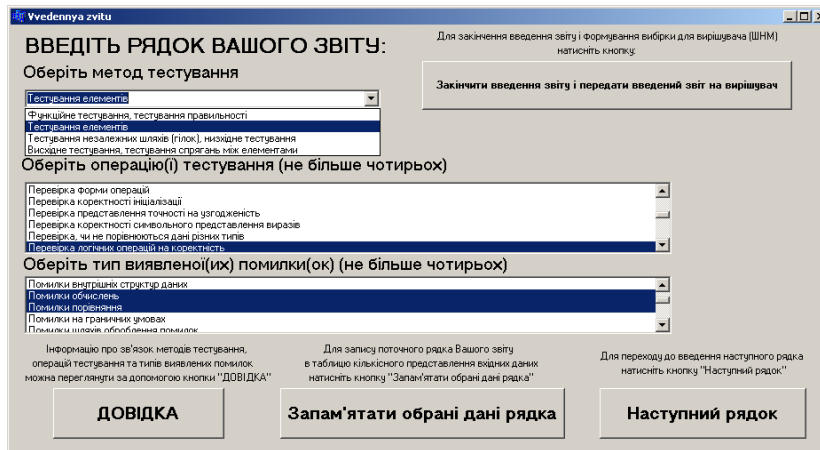 Vvedennya zvitu
ВВЕДІТЬ РЯДОК ВАШОГО ЗВІТУ:
Для закінчення введення звіту і формування вибірки для вирішувача (ШНМ)
натисніть кнопку:
Оберіть метод тестування
Закінчити введення звіту і передати введений звіт на вирішувач
Тестування елементів
Функційне тестування, тестування правильності
Тестування елементів
Тестування незалежних шляхів (гілок), низхідне тестування
Висхідне тестування, тестування спрягань між елементами
Оберіть операцію(ї) тестування (не більше чотирьох)
Перевірка форми операцій
Перевірка коректності ініціалізації
Перевірка представлення точності на узгодженість
Перевірка коректності символьного представлення виразів
Перевірка, чи не порівнюються дані різних типів
Перевірка логічних операцій на коректність
Оберіть тип виявленої(их) помилки(ок) (не більше чотирьох)
Помилки внутрішніх структур даних
Помилки обчислень
Помилки порівняння
Помилки на граничних умовах
Помилки шляхів оброблення помилок
Інформацію про зв'язок методів тестування,
операцій тестування та типів виявлених помилок
можна переглянути за допомогою кнопки "ДОВІДКА"
Для запису поточного рядка Вашого звіту
в таблицю кількісного представлення вхідних даних
натисніть кнопку "Запам'ятати обрані дані рядка"
Для переходу до введення наступного рядка
натисніть кнопку "Наступний рядок"
ДОВІДКА
Запам'ятати обрані дані рядка
Наступний рядок